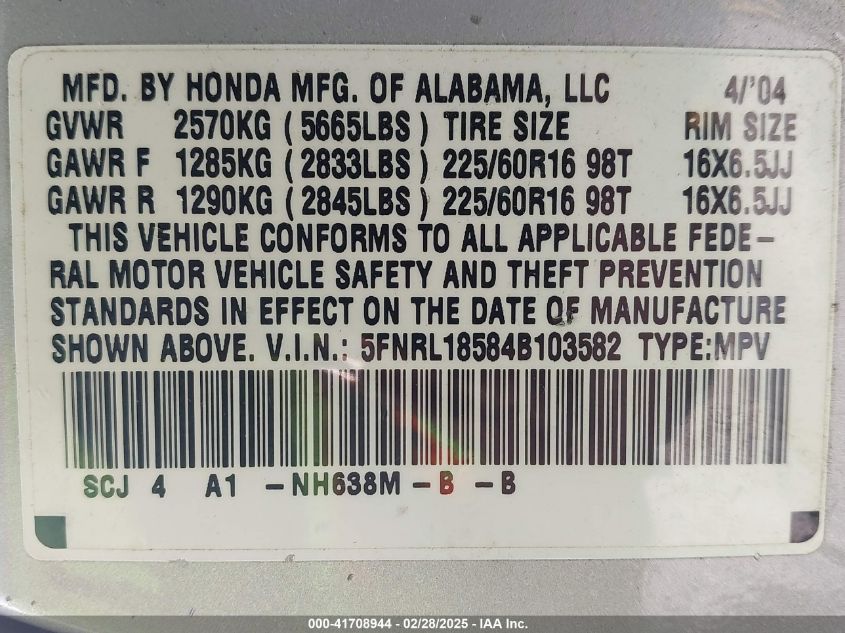 MFD. BY HONDA MFG. OF ALABAMA, LLC 4/'04
GVWR 2570KG (5665LBS) TIRE SIZE RIM SIZE
GAWR F 1285KG (2833LBS) 225/60R16 98T 16X6.5JJ
GAWR R 1290KG (2845LBS) 225/60R16 98T 16X6.5JJ
THIS VEHICLE CONFORMS TO ALL APPLICABLE FEDE-
RAL MOTOR VEHICLE SAFETY AND THEFT PREVENTION
STANDARDS IN EFFECT ON THE DATE OF MANUFACTURE
SHOWN ABOVE. V.I.N.: 5FNRL18584B103582 TYPE:MPV
SCJ 4 A1 -NH638M -B -B
000-41708944 - 02/28/2025 - IAA Inc.